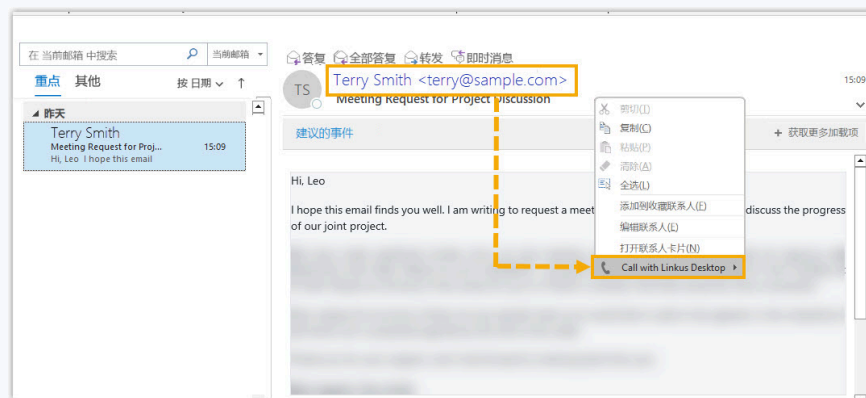 在 当前邮箱 中搜索
当前邮箱
重点 其他
按日期 ↑
昨天
Terry Smith
Meeting Request for Proj... 15:09
Hi, Leo I hope this email
答复 全部答复 转发 即时消息
TS
Terry Smith <terry@sample.com>
15:09
Meeting Request for Project Discussion
建议的事件
+ 获取更多加载项
Hi, Leo
I hope this email finds you well. I am writing to request a meet
discuss the progress
of our joint project.
剪切(T)
复制(C)
粘贴(P)
清除(A)
全选(L)
添加到收藏联系人(F)
编辑联系人(E)
打开联系人卡片(N)
Call with Linkus Desktop